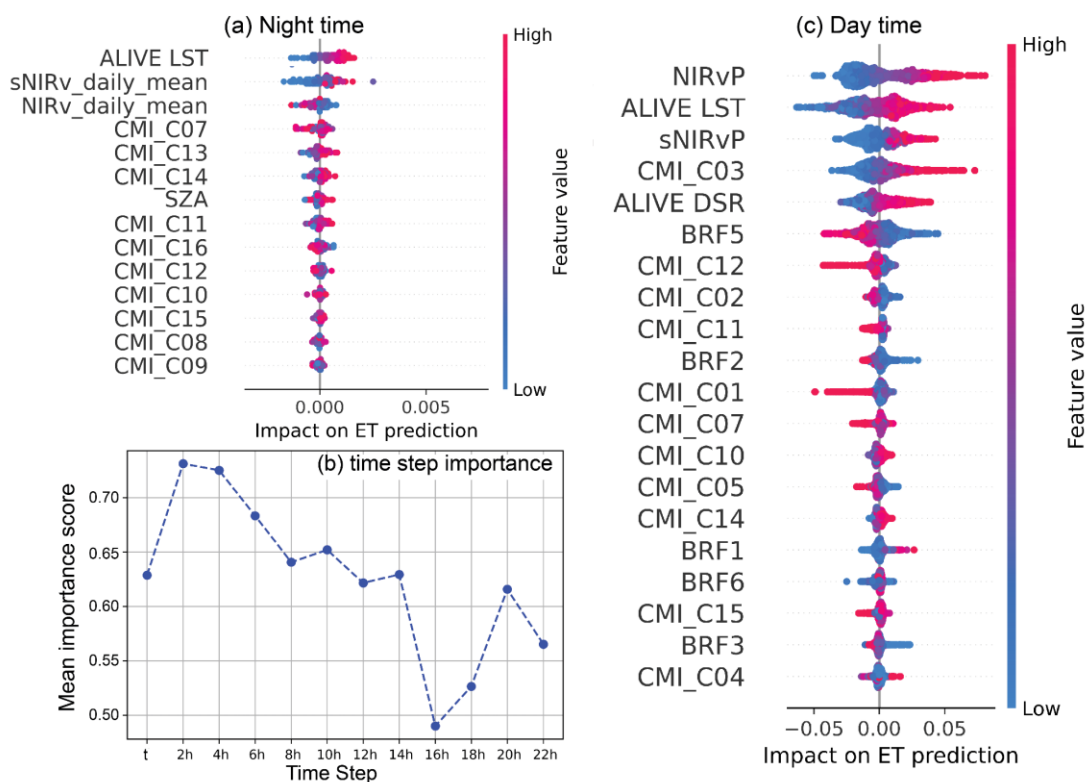 (a) Night time
ALIVE LST
sNIRv_daily_mean
NIRv_daily_mean
CMI_C07
CMI_C13
CMI_C14
SZA
CMI_C11
CMI_C16
CMI_C12
CMI_C10
CMI_C15
CMI_C08
CMI_C09
0.000 0.005
Impact on ET prediction
High
Feature value
Low
(b) time step importance
Mean importance score
0.70
0.65
0.60
0.55
0.50
t 2h 4h 6h 8h 10h 12h 14h 16h 18h 20h 22h
Time Step
(c) Day time
NIRvP
ALIVE LST
sNIRvP
CMI_C03
ALIVE DSR
BRF5
CMI_C12
CMI_C02
CMI_C11
BRF2
CMI_C01
CMI_C07
CMI_C10
CMI_C05
CMI_C14
BRF1
BRF6
CMI_C15
BRF3
CMI_C04
−0.05 0.00 0.05
Impact on ET prediction
High
Feature value
Low